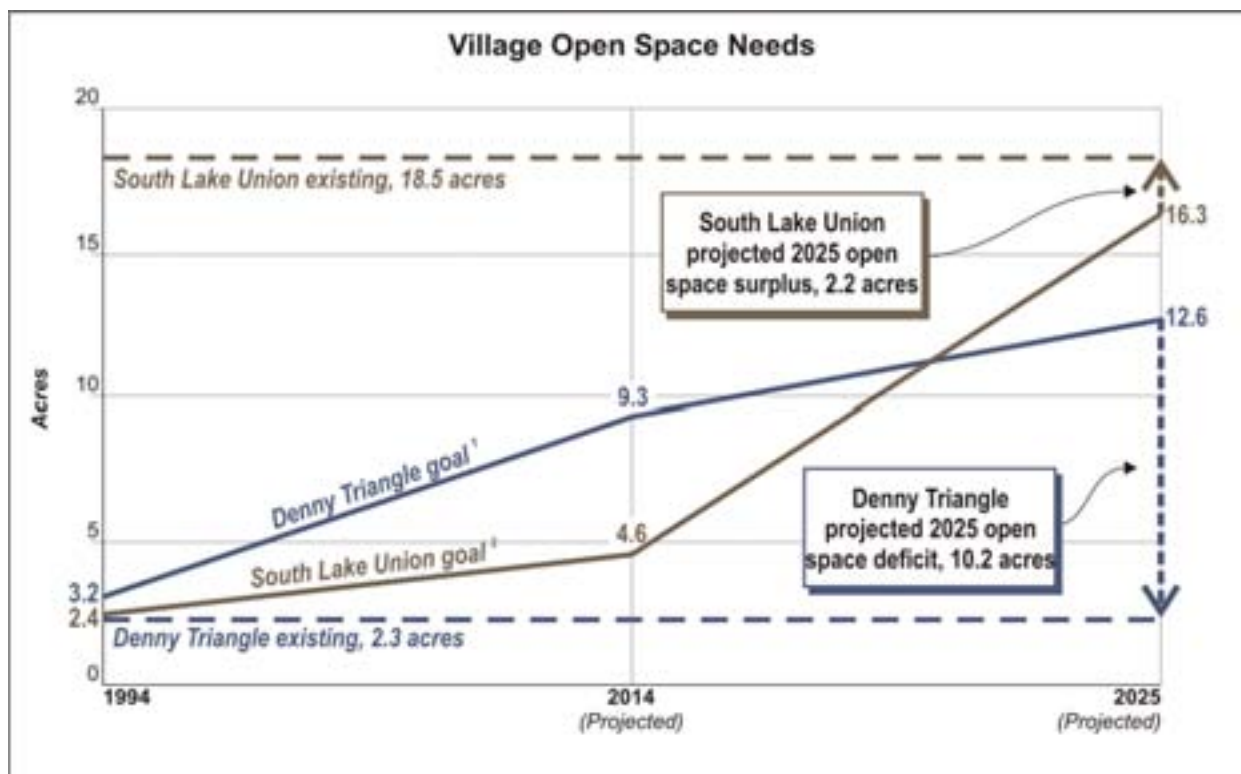 Village Open Space Needs
20
South Lake Union existing, 18.5 acres
South Lake Union
projected 2025 open
space surplus, 2.2 acres
16.3
15
12.6
Acres
10
9.3
Denny Triangle goal ¹
Denny Triangle
projected 2025 open
space deficit, 10.2 acres
5
4.6
South Lake Union goal
3.2
2.4
Denny Triangle existing, 2.3 acres
0
1994
2014
(Projected)
2025
(Projected)